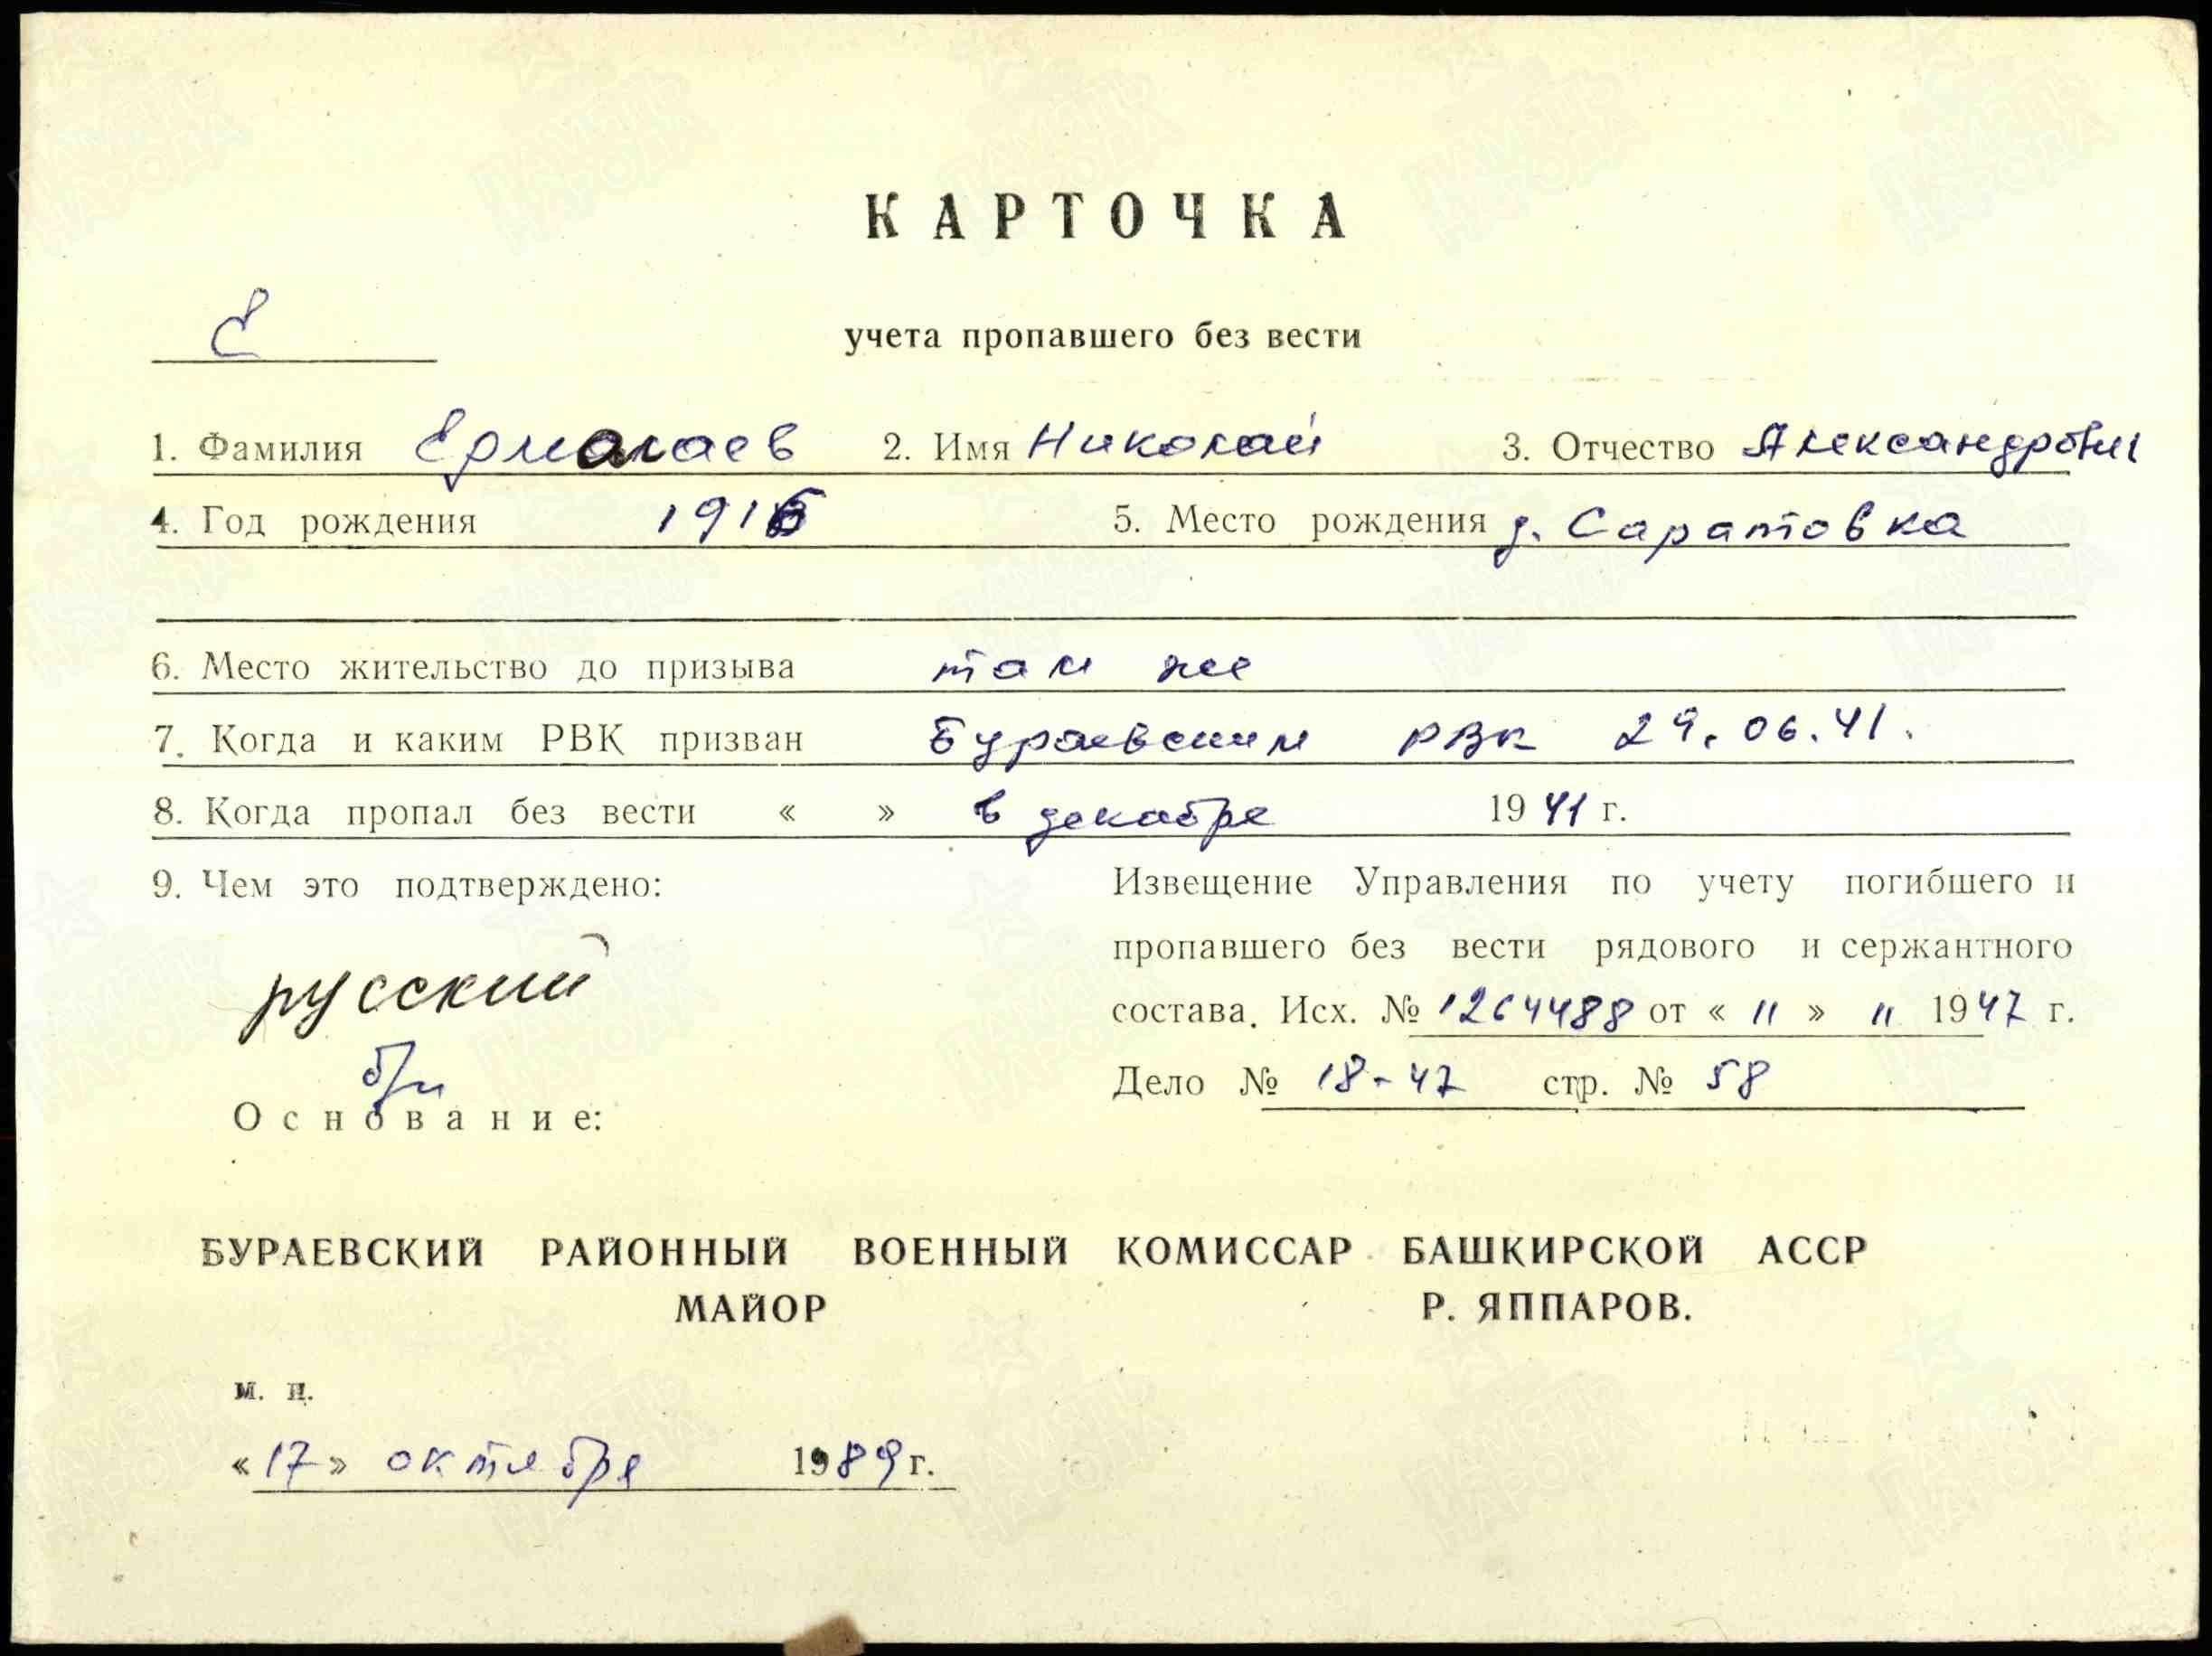 КАРТОЧКА
Е
учета пропавшего без вести
1. Фамилия Ермалаев 2. Имя Николай 3. Отчество Александрович
4. Год рождения 1916 5. Место рождения д. Саратовка
6. Место жительство до призыва там же
7. Когда и каким РВК призван Бураевским РВК 29.06.41.
8. Когда пропал без вести « » в декабре 1941 г.
9. Чем это подтверждено: Извещение Управления по учету погибшего и
пропавшего без вести рядового и сержантного
русский
состава. Исх. № 1264488 от « 11 » 11 1947 г.
б/п
Дело № 18-47 стр. № 58
Основание:
БУРАЕВСКИЙ РАЙОННЫЙ ВОЕННЫЙ КОМИССАР БАШКИРСКОЙ АССР
МАЙОР Р. ЯППАРОВ.
м. п.
«17» октября 1989 г.